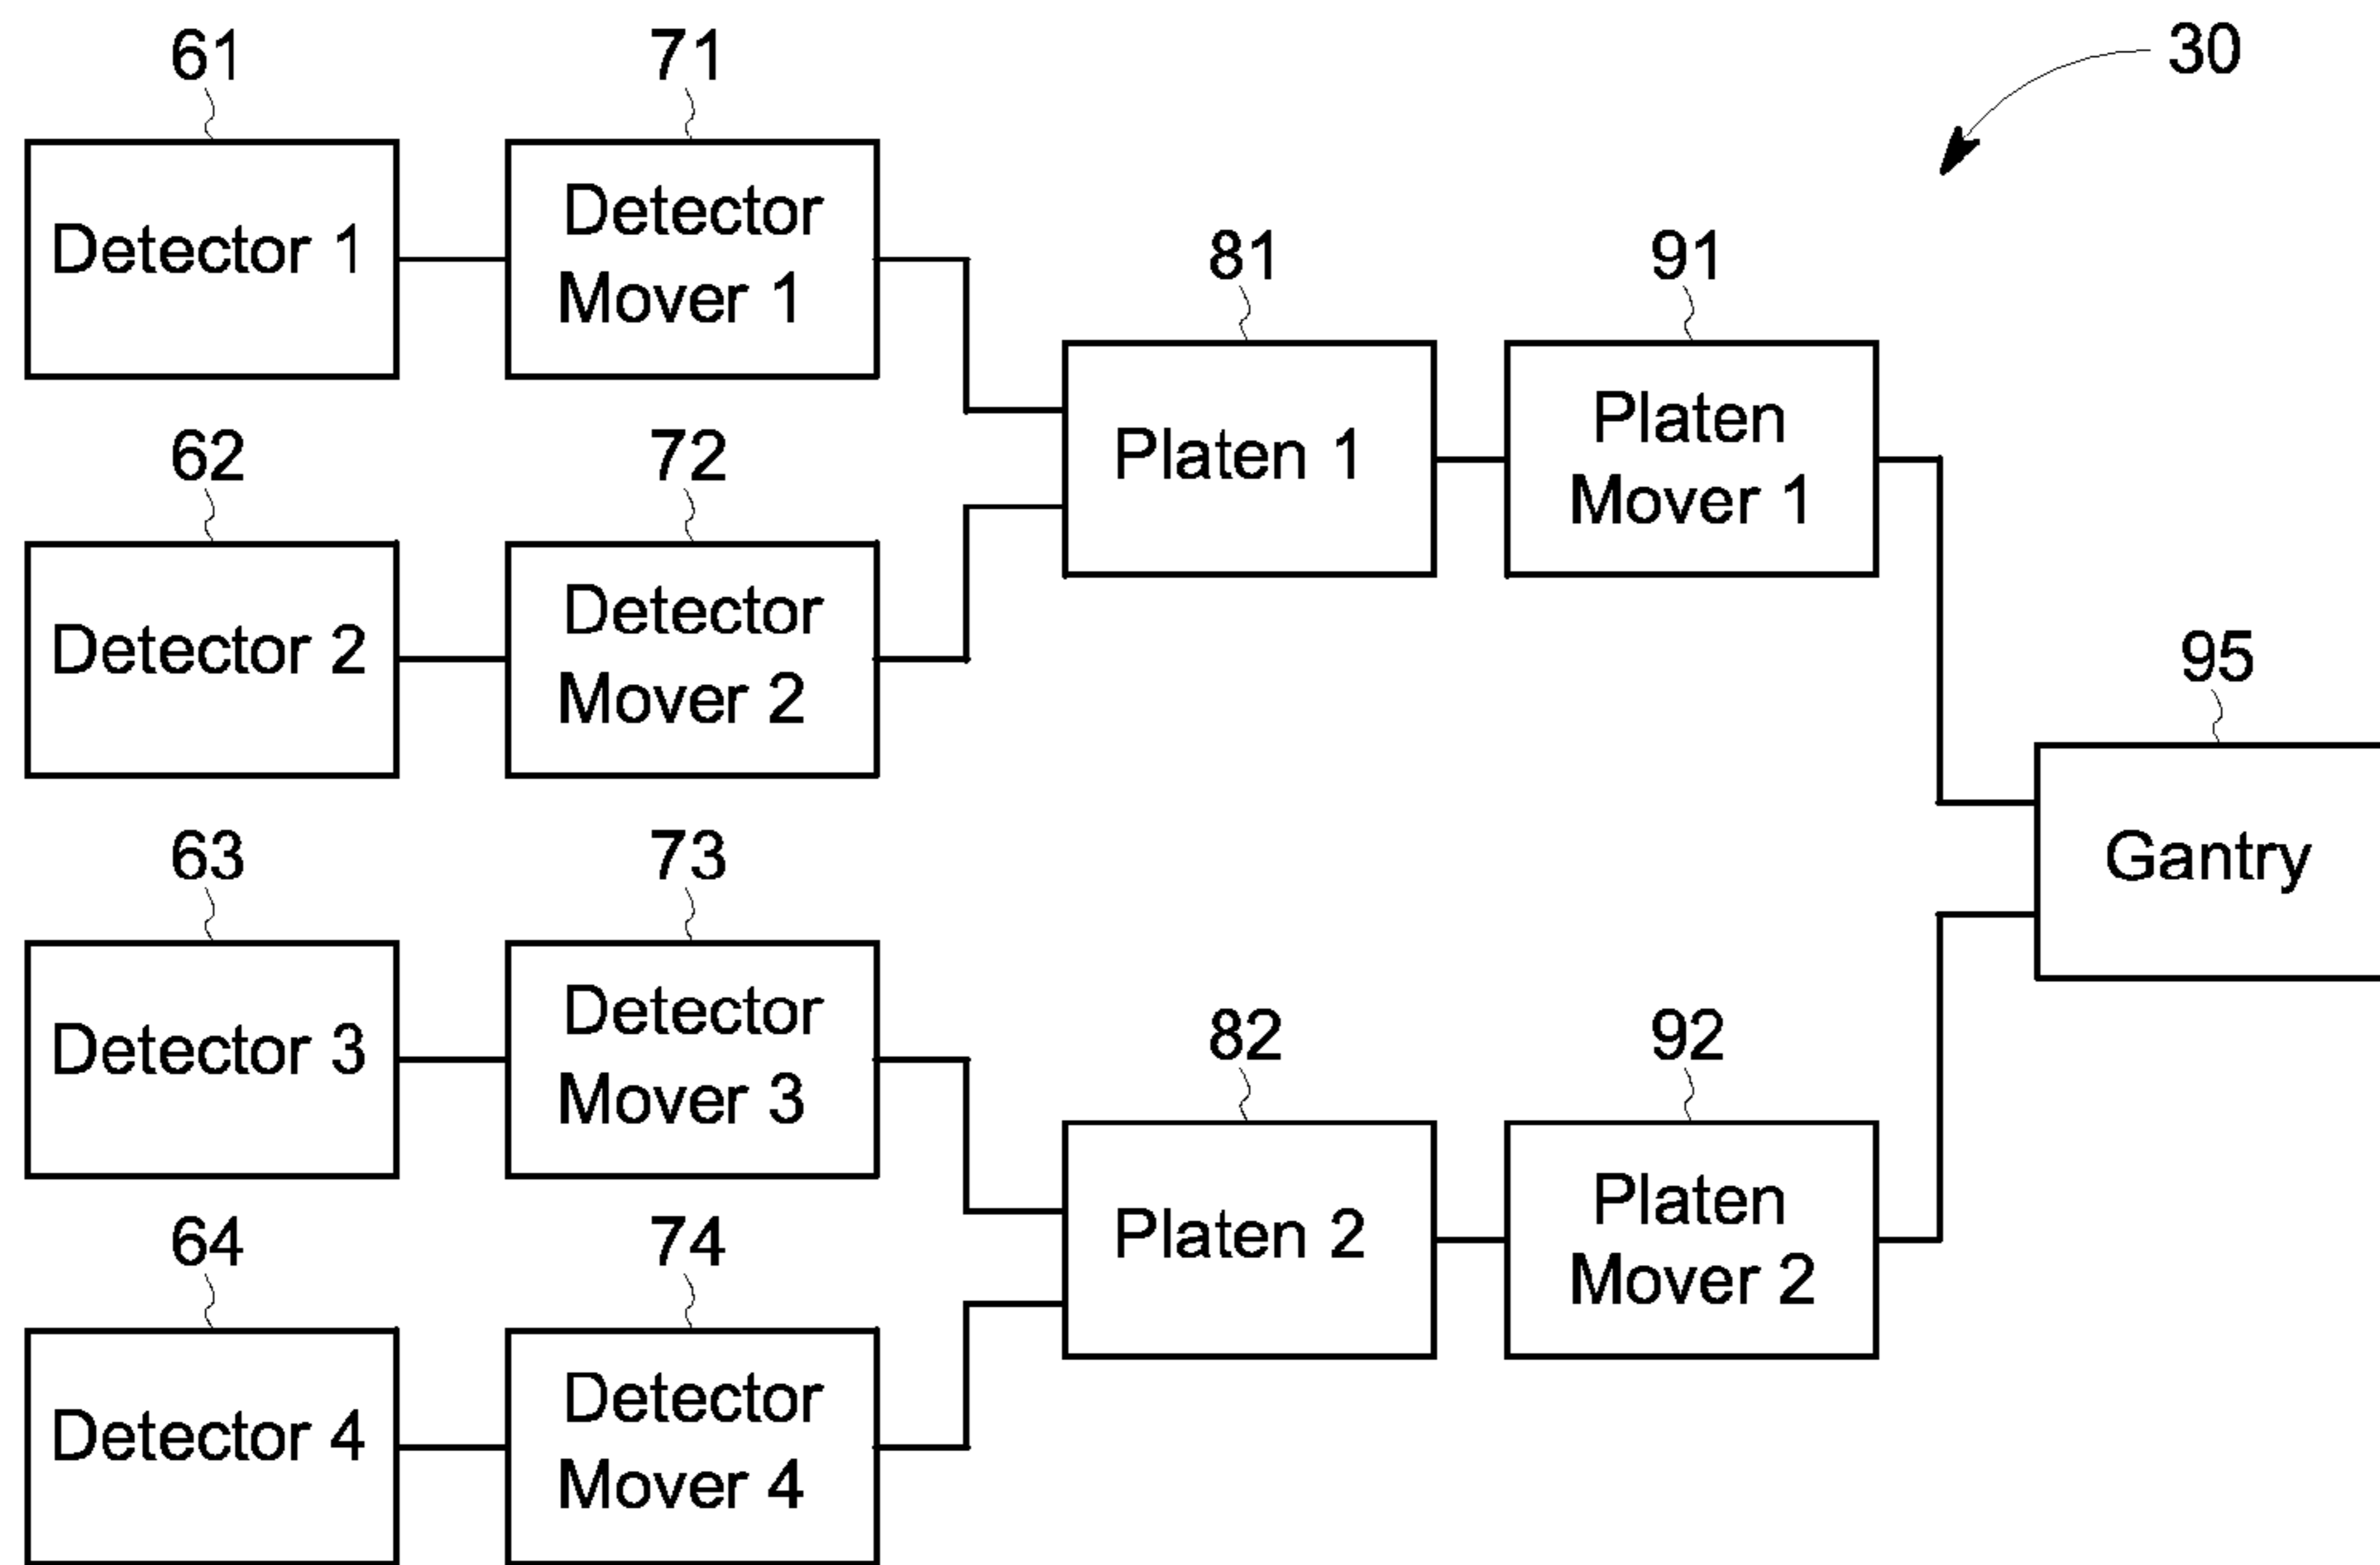 61
71
30
Detector 1
Detector
Mover 1
81
91
Platen 1
Platen
Mover 1
62
72
Detector 2
Detector
Mover 2
95
Gantry
63
73
Detector 3
Detector
Mover 3
82
92
Platen 2
Platen
Mover 2
64
74
Detector 4
Detector
Mover 4